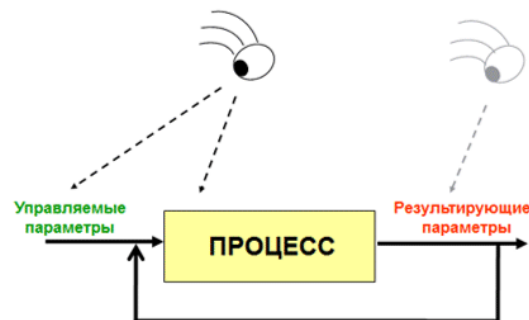 Управляемые
параметры
ПРОЦЕСС
Результирующие
параметры